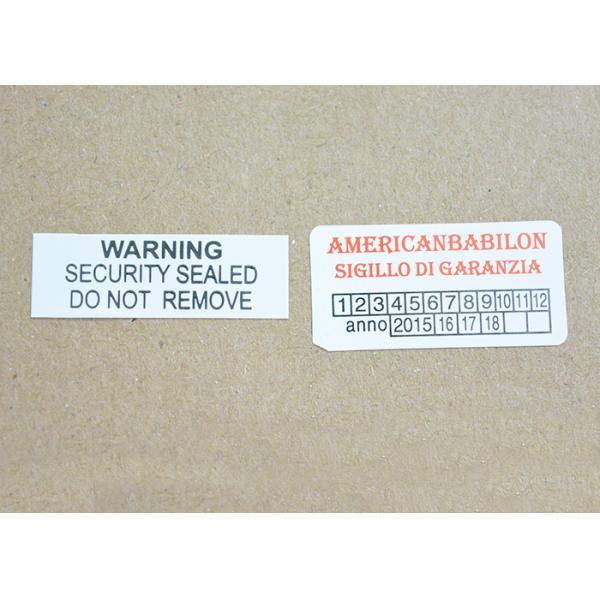 WARNING
SECURITY SEALED
DO NOT REMOVE
AMERICANBABILON
SIGILLO DI GARANZIA
1 2 3 4 5 6 7 8 9 10 11 12
anno 2015 16 17 18